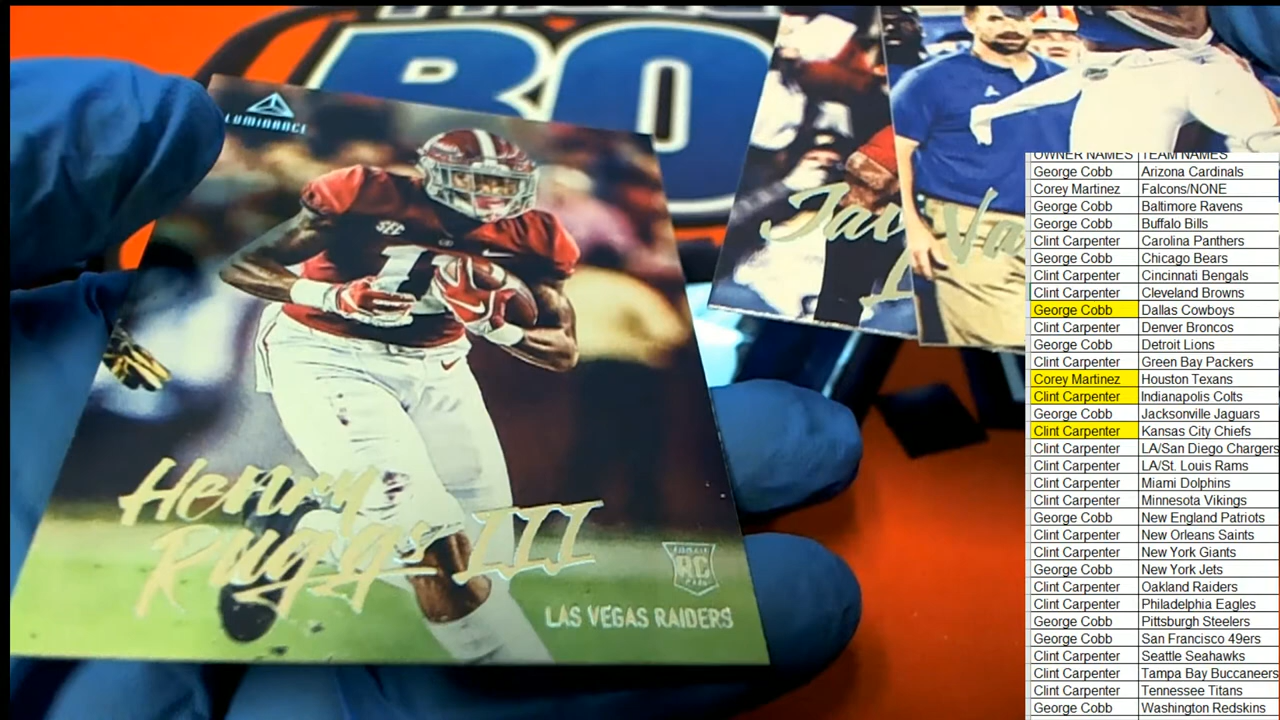 BO
LUMINANCE
1
Henry
Ruggs III
RC
LAS VEGAS RAIDERS
OWNER NAMES TEAM NAMES
George Cobb Arizona Cardinals
Corey Martinez Falcons/NONE
George Cobb Baltimore Ravens
George Cobb Buffalo Bills
Clint Carpenter Carolina Panthers
George Cobb Chicago Bears
Clint Carpenter Cincinnati Bengals
Clint Carpenter Cleveland Browns
George Cobb Dallas Cowboys
Clint Carpenter Denver Broncos
George Cobb Detroit Lions
Clint Carpenter Green Bay Packers
Corey Martinez Houston Texans
Clint Carpenter Indianapolis Colts
George Cobb Jacksonville Jaguars
Clint Carpenter Kansas City Chiefs
Clint Carpenter LA/San Diego Chargers
Clint Carpenter LA/St. Louis Rams
Clint Carpenter Miami Dolphins
Clint Carpenter Minnesota Vikings
George Cobb New England Patriots
Clint Carpenter New Orleans Saints
Clint Carpenter New York Giants
George Cobb New York Jets
Clint Carpenter Oakland Raiders
Clint Carpenter Philadelphia Eagles
George Cobb Pittsburgh Steelers
George Cobb San Francisco 49ers
Clint Carpenter Seattle Seahawks
Clint Carpenter Tampa Bay Buccaneers
Clint Carpenter Tennessee Titans
George Cobb Washington Redskins